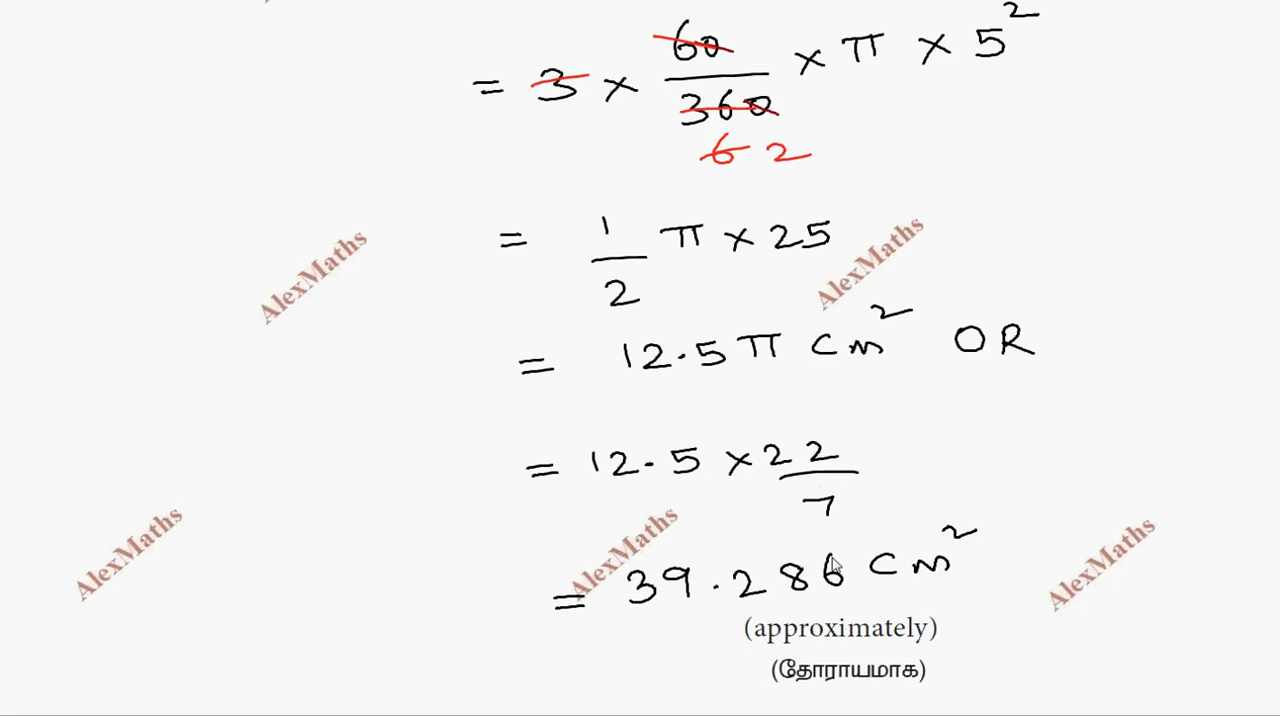 = 3 × 60/360 × π × 5²
6 2
= 1/2 π × 25
AlexMaths AlexMaths
= 12.5 π cm² OR
= 12.5 × 22/7
AlexMaths AlexMaths AlexMaths
= 39.286 cm²
(approximately)
(தோராயமாக)